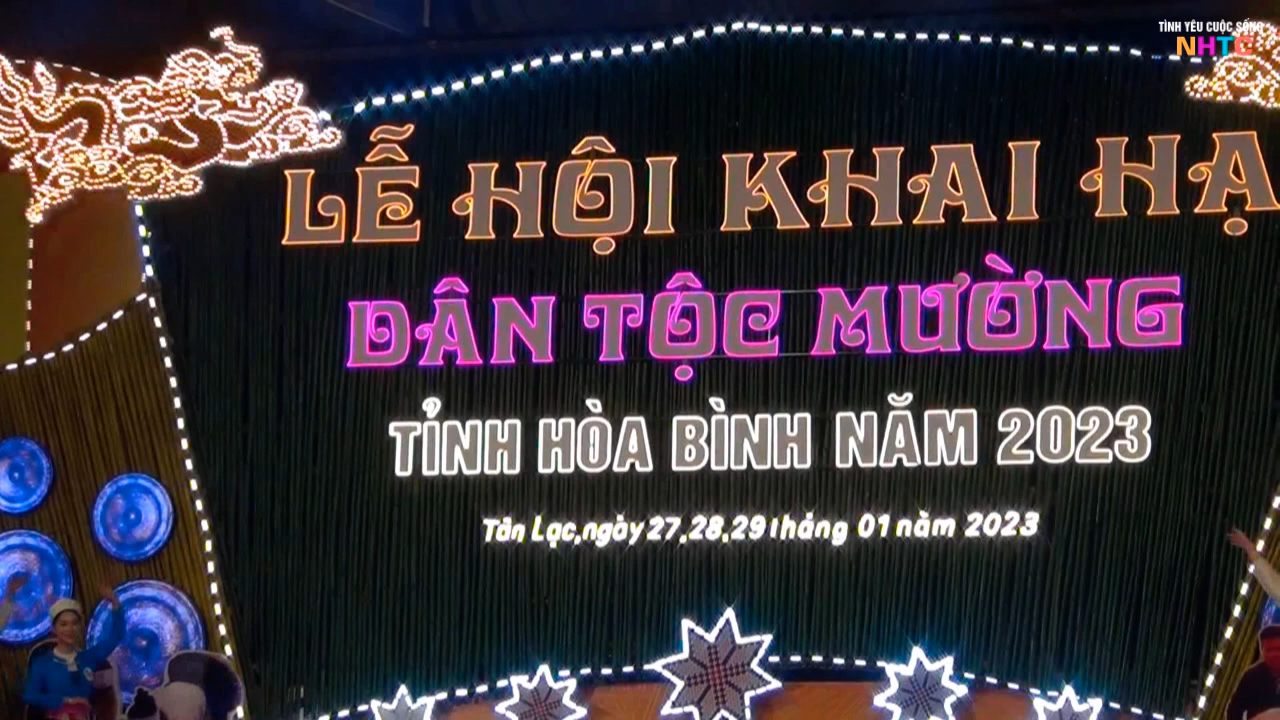 TÌNH YÊU CUỘC SỐNG
NHTC
LỄ HỘI KHAI HẠ
DÂN TỘC MƯỜNG
TỈNH HÒA BÌNH NĂM 2023
Tân Lạc,ngày 27,28,29 tháng 01 năm 2023